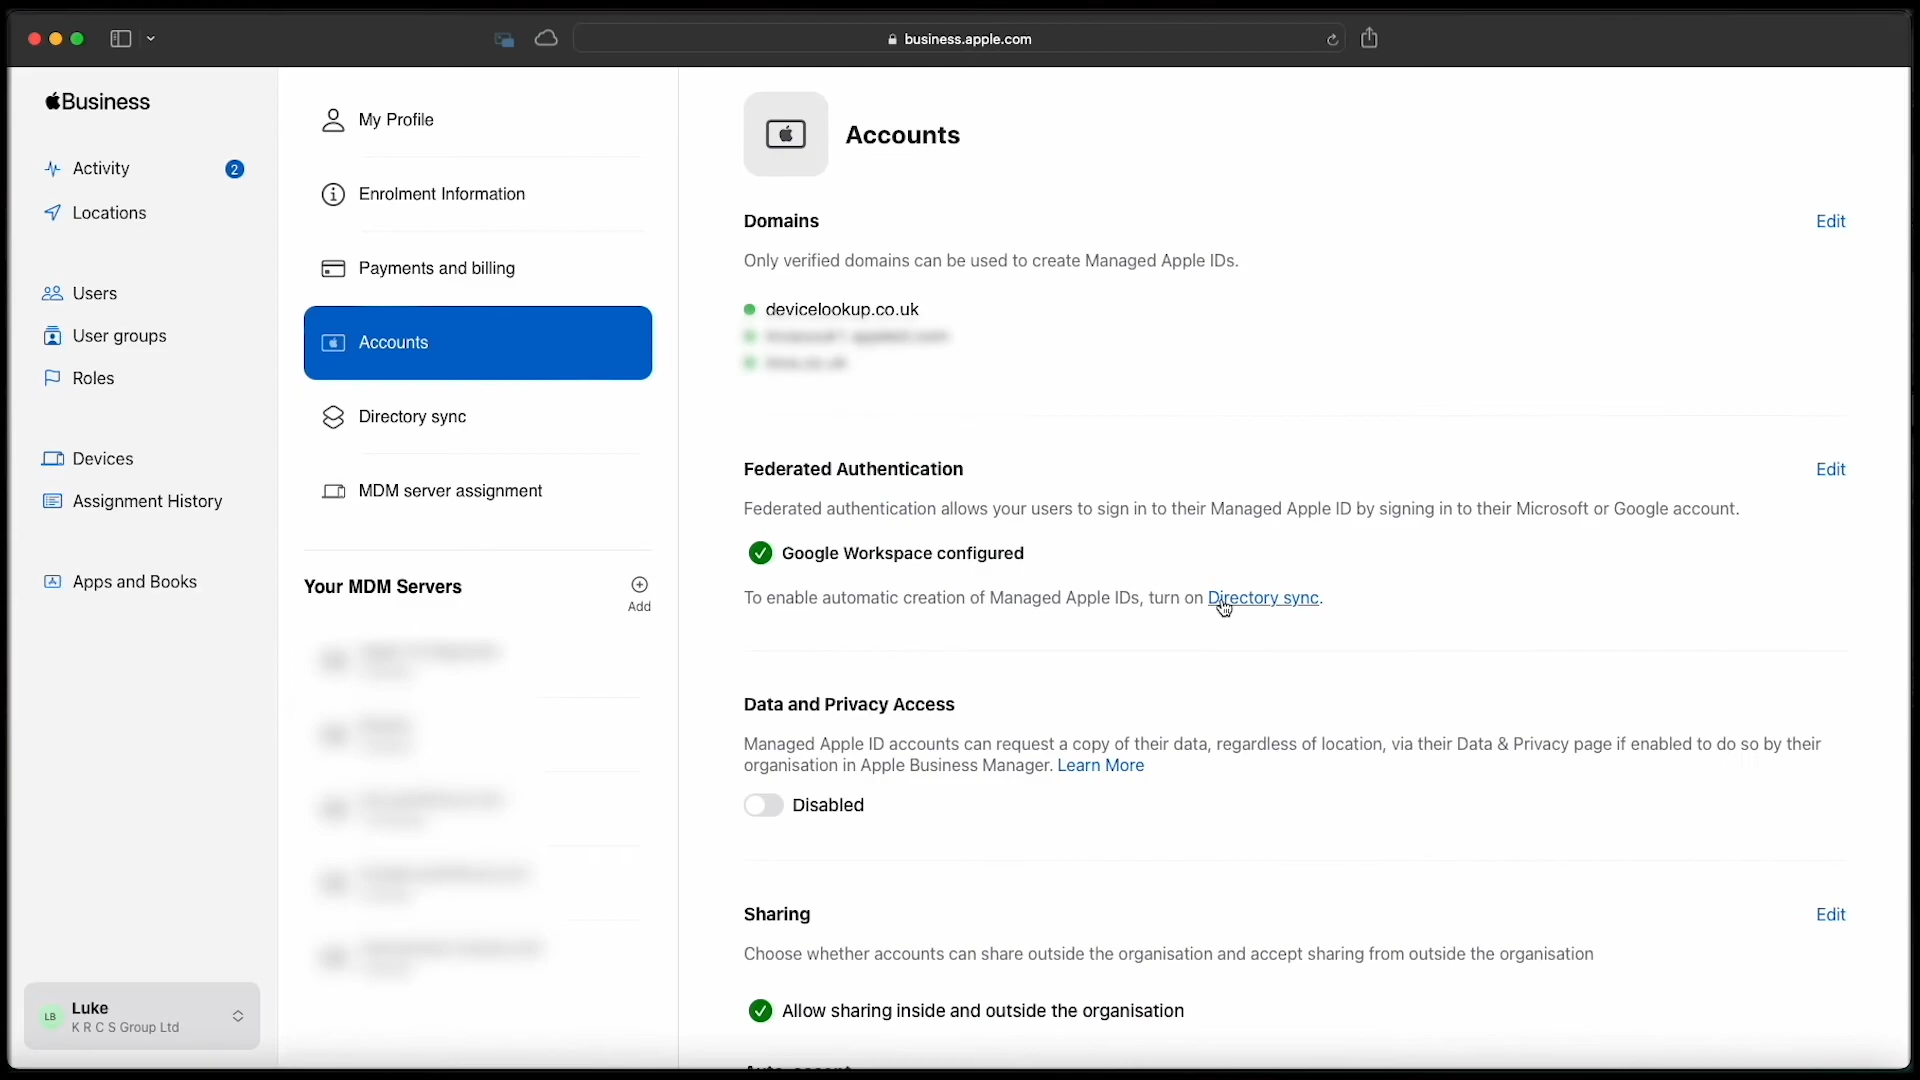 business.apple.com
Business
Activity
2
Locations
Users
User groups
Roles
Devices
Assignment History
Apps and Books
LB
Luke
K R C S Group Ltd
My Profile
Enrolment Information
Payments and billing
Accounts
Directory sync
MDM server assignment
Your MDM Servers
Add
Accounts
Domains
Edit
Only verified domains can be used to create Managed Apple IDs.
devicelookup.co.uk
Federated Authentication
Edit
Federated authentication allows your users to sign in to their Managed Apple ID by signing in to their Microsoft or Google account.
Google Workspace configured
To enable automatic creation of Managed Apple IDs, turn on Directory sync.
Data and Privacy Access
Managed Apple ID accounts can request a copy of their data, regardless of location, via their Data & Privacy page if enabled to do so by their
organisation in Apple Business Manager. Learn More
Disabled
Sharing
Edit
Choose whether accounts can share outside the organisation and accept sharing from outside the organisation
Allow sharing inside and outside the organisation